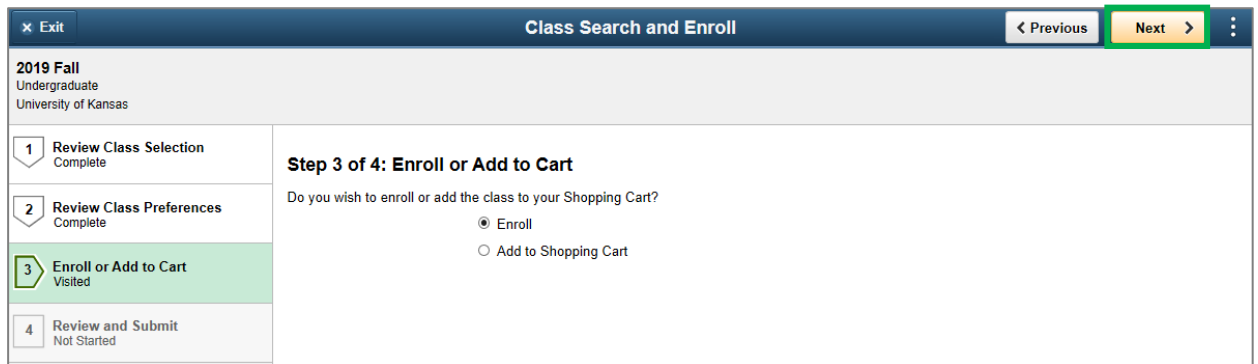 × Exit
Class Search and Enroll
Previous
Next
2019 Fall
Undergraduate
University of Kansas
1
Review Class Selection
Complete
2
Review Class Preferences
Complete
3
Enroll or Add to Cart
Visited
4
Review and Submit
Not Started
Step 3 of 4: Enroll or Add to Cart
Do you wish to enroll or add the class to your Shopping Cart?
Enroll
Add to Shopping Cart